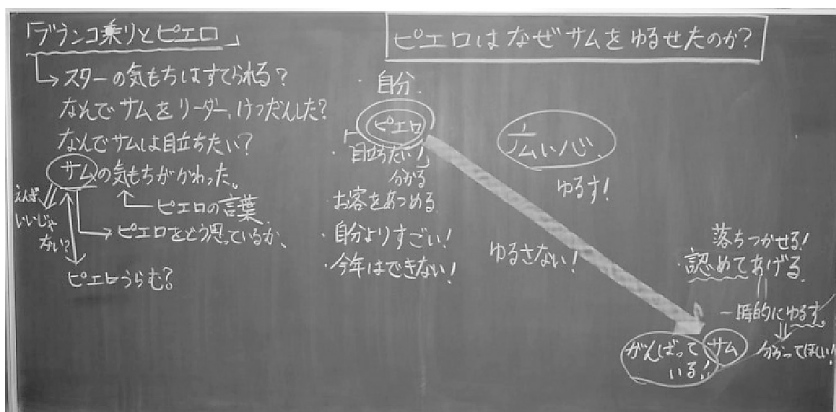 「ブランコ乗りとピエロ」
→スターの気もちはすてられる?
なんでサムをリーダー、けつだんした?
なんでサムは目立ちたい?
サムの気もちがかわった。
ピエロの言葉
→ピエロをどう思っているか、
いいじゃ
ない?
ピエロうらむ?
ピエロはなぜサムをゆるせたのか?
・自分
ピエロ
・目立ちたい!
分かる
お客をあつめる
・自分よりすごい!
・今年はできない!
広い心
ゆるす!
ゆるさない!
落ちつかせる!
・認めてあげる
一時的にゆるす
分かってほしい!
がんばって
いる!!
サム